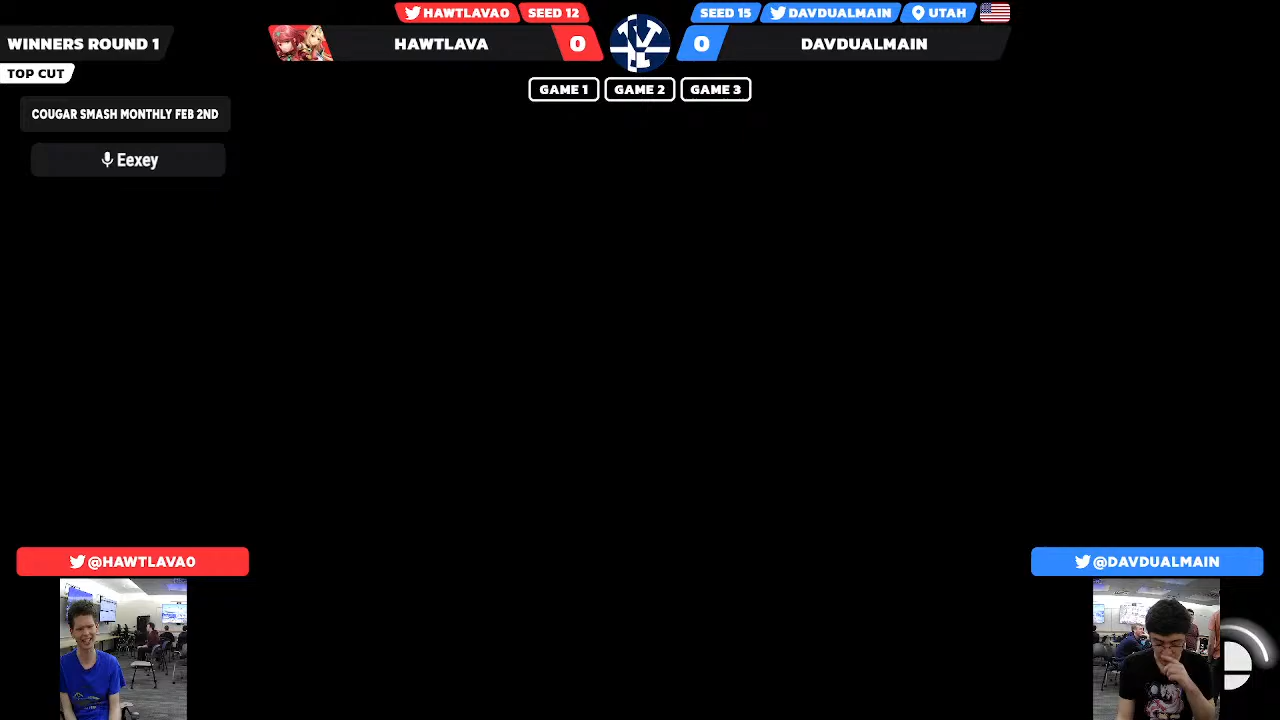 HAWTLAVA0 SEED 12
SEED 15 DAVDUALMAIN UTAH
WINNERS ROUND 1
HAWTLAVA 0
0 DAVDUALMAIN
TOP CUT
GAME 1 GAME 2 GAME 3
COUGAR SMASH MONTHLY FEB 2ND
Eexey
@HAWTLAVA0
@DAVDUALMAIN